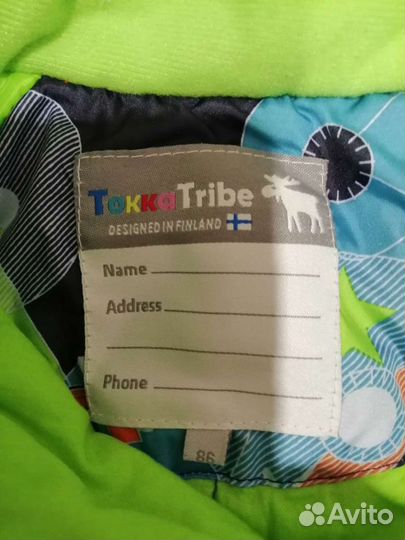 TokkaTribe
DESIGNED IN FINLAND
Name
Address
Phone
86
Avito